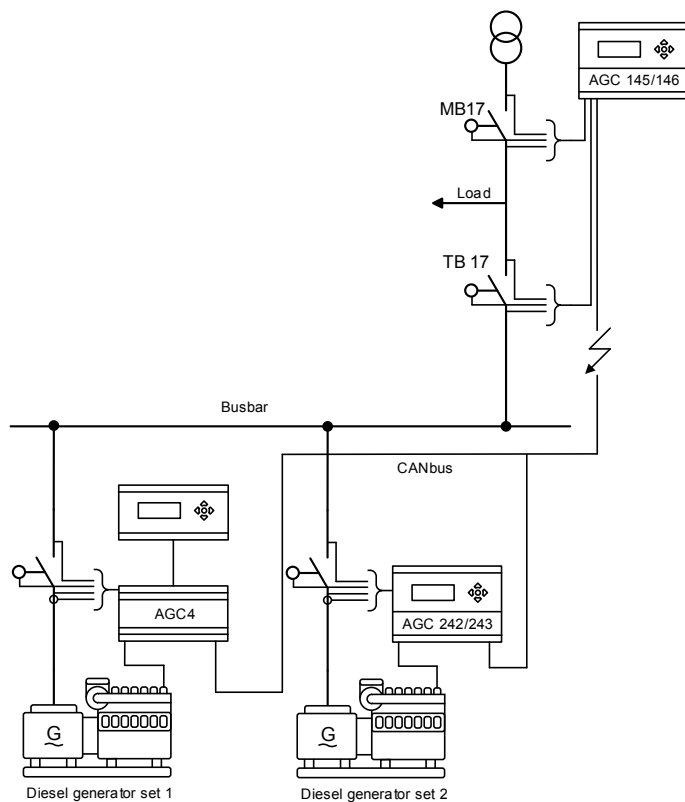 AGC 145/146
MB17
Load
TB 17
Busbar
CANbus
AGC4
AGC 242/243
G
G
Diesel generator set 1
Diesel generator set 2